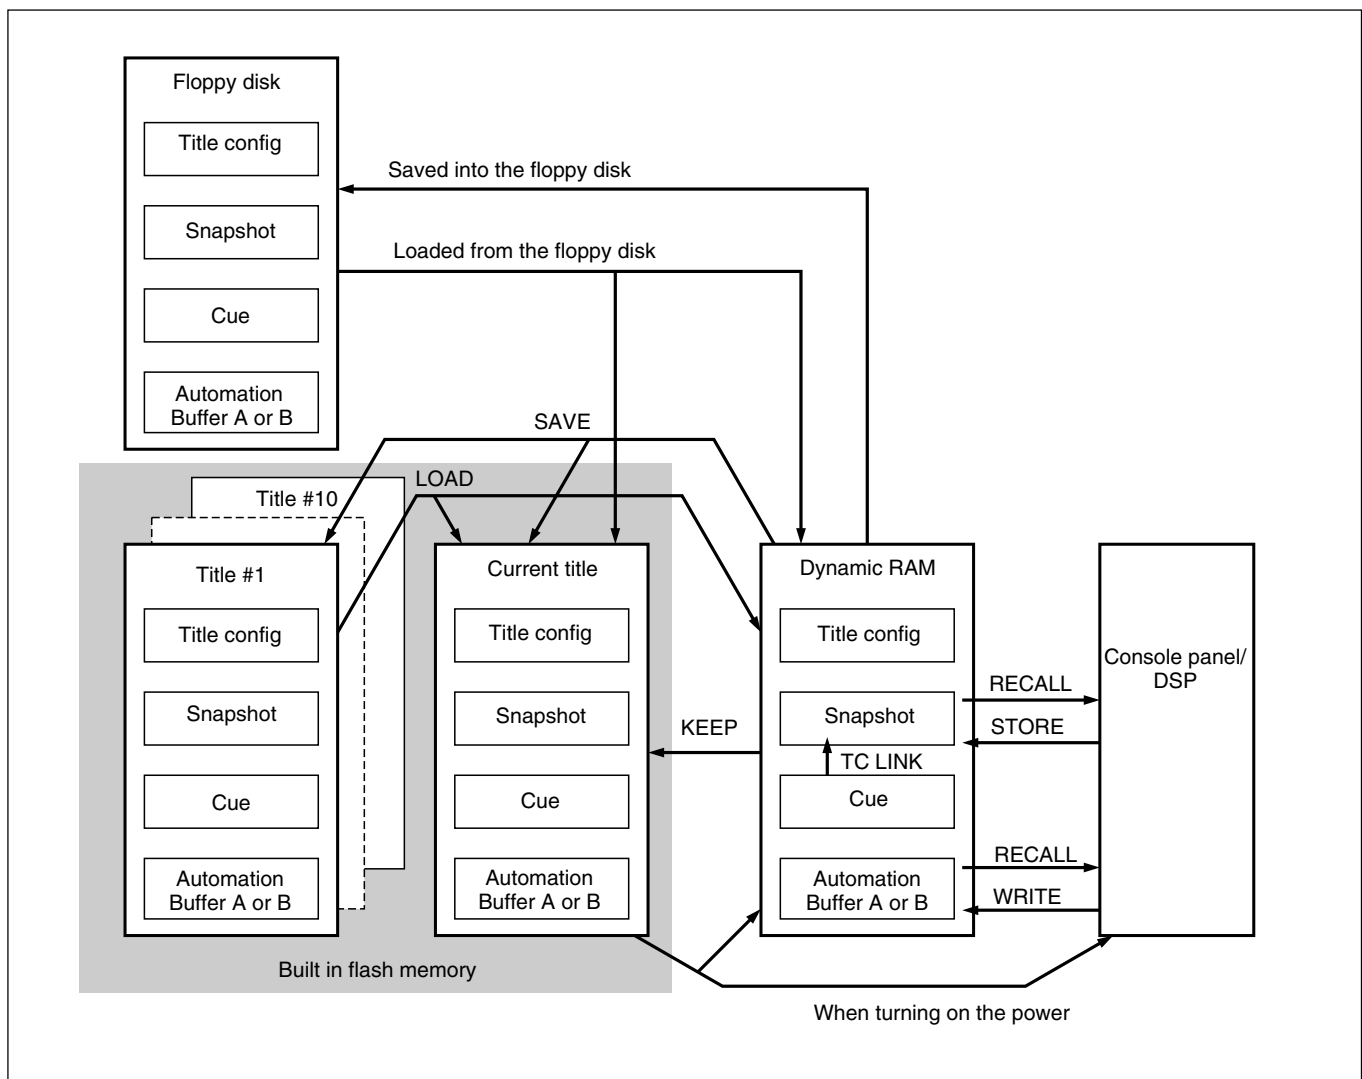 Floppy disk
Title config
Snapshot
Cue
Automation
Buffer A or B
Saved into the floppy disk
Loaded from the floppy disk
SAVE
LOAD
Title #10
Title #1
Title config
Snapshot
Cue
Automation
Buffer A or B
Current title
Title config
Snapshot
Cue
Automation
Buffer A or B
KEEP
Dynamic RAM
Title config
Snapshot
TC LINK
Cue
Automation
Buffer A or B
RECALL
STORE
RECALL
WRITE
Console panel/
DSP
Built in flash memory
When turning on the power